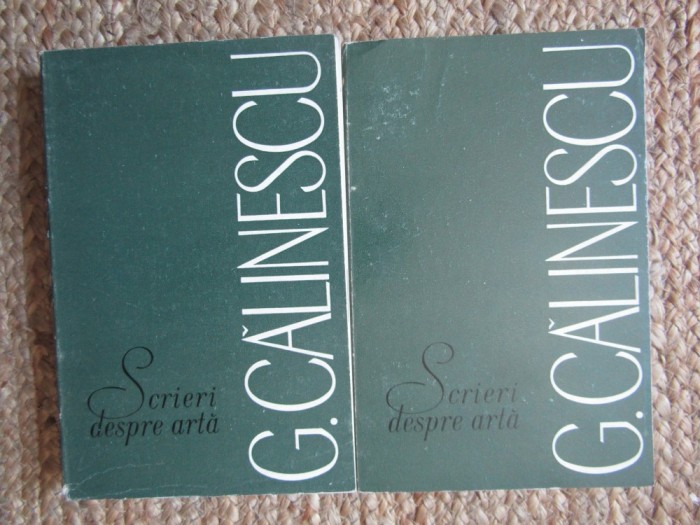 Scrieri
despre artă
G. CĂLINESCU
Scrieri
despre artă
G. CĂLINESCU